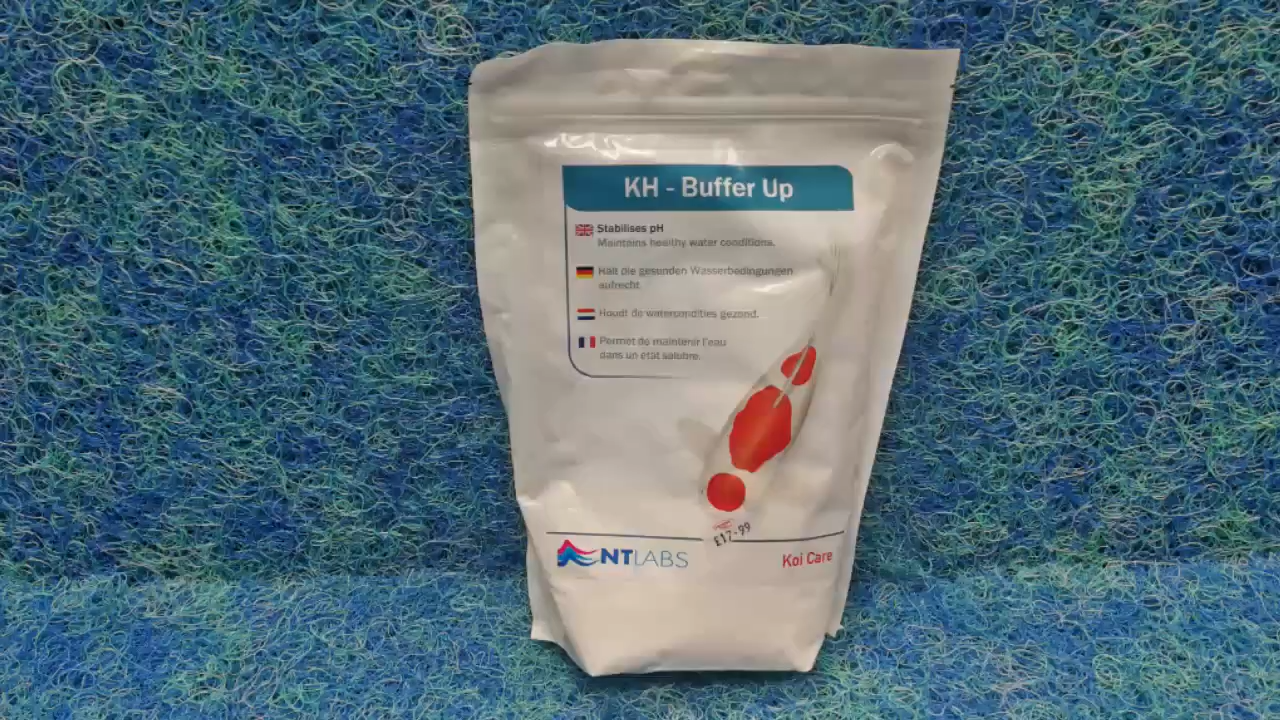 KH - Buffer Up
Stabilises pH
Maintains healthy water conditions.
Hält die gesunden Wasserbedingungen
aufrecht.
Houdt de watercondities gezond.
Permet de maintenir l'eau
dans un état salubre.
£17-99
NTLABS
Koi Care